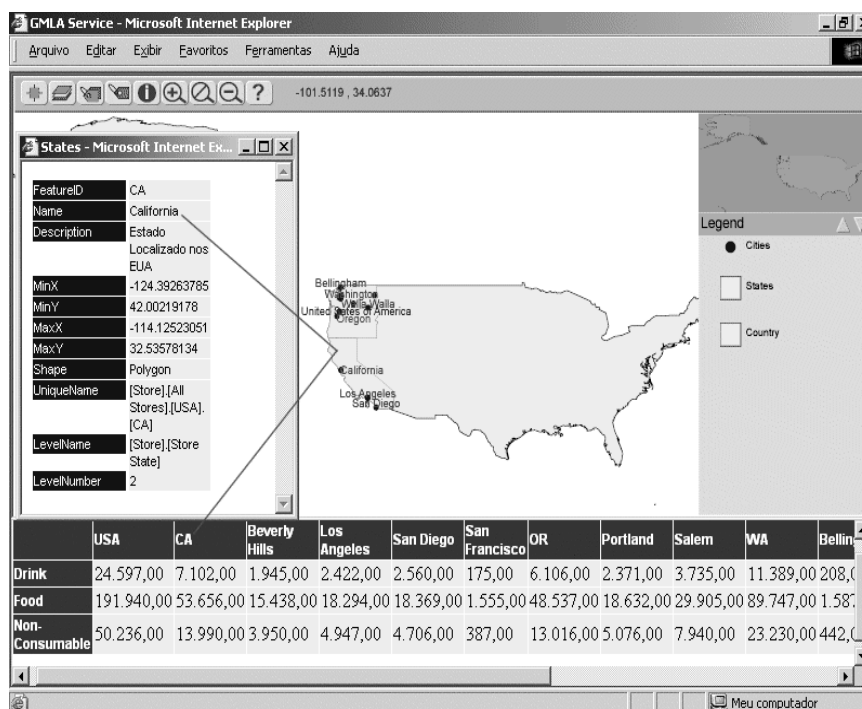 GMLA Service - Microsoft Internet Explorer
Arquivo Editar Exibir Favoritos Ferramentas Ajuda
-101.5119 , 34.0637
States - Microsoft Internet Ex...
FeatureID CA
Name California
Description Estado
Localizado nos
EUA
MinX -124.39263785
MinY 42.00219178
MaxX -114.12523051
MaxY 32.53578134
Shape Polygon
UniqueName [Store].[All
Stores].[USA].
[CA]
LevelName [Store].[Store
State]
LevelNumber 2
Bellingham
Washington
Walla Walla
United States of America
Oregon
California
Los Angeles
San Diego
Legend
Cities
States
Country
USA CA Beverly Hills Los Angeles San Diego San Francisco OR Portland Salem WA Bellin
Drink 24.597,00 7.102,00 1.945,00 2.422,00 2.560,00 175,00 6.106,00 2.371,00 3.735,00 11.389,00 208,
Food 191.940,00 53.656,00 15.438,00 18.294,00 18.369,00 1.555,00 48.537,00 18.632,00 29.905,00 89.747,00 1.587
Non-Consumable 50.236,00 13.990,00 3.950,00 4.947,00 4.706,00 387,00 13.016,00 5.076,00 7.940,00 23.230,00 442,
Meu computador